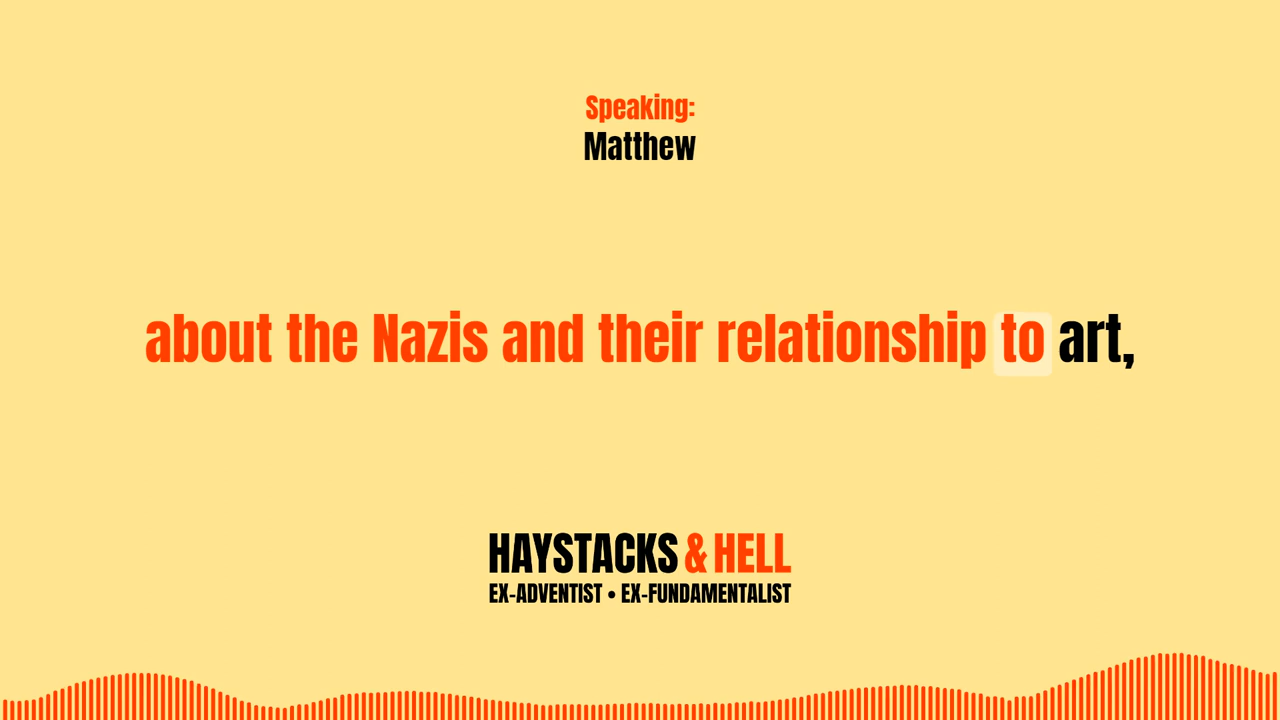 Speaking:
Matthew
about the Nazis and their relationship to art,
HAYSTACKS & HELL
EX-ADVENTIST • EX-FUNDAMENTALIST